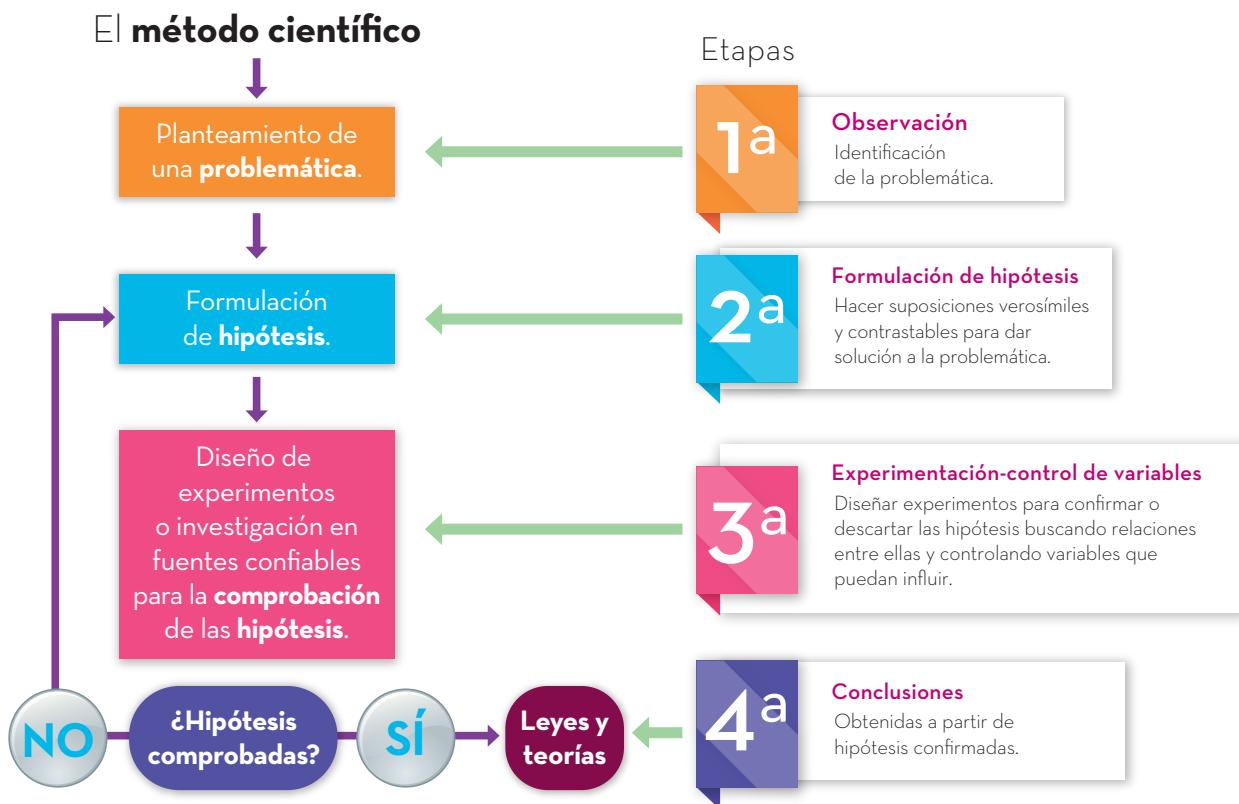 El método científico
Planteamiento de
una problemática.
Formulación
de hipótesis.
Diseño de
experimentos
o investigación en
fuentes confiables
para la comprobación
de las hipótesis.
NO
¿Hipótesis
comprobadas?
SÍ
Leyes y
teorías
Etapas
1a
Observación
Identificación
de la problemática.
2a
Formulación de hipótesis
Hacer suposiciones verosímiles
y contrastables para dar
solución a la problemática.
3a
Experimentación-control de variables
Diseñar experimentos para confirmar o
descartar las hipótesis buscando relaciones
entre ellas y controlando variables que
puedan influir.
4a
Conclusiones
Obtenidas a partir de
hipótesis confirmadas.